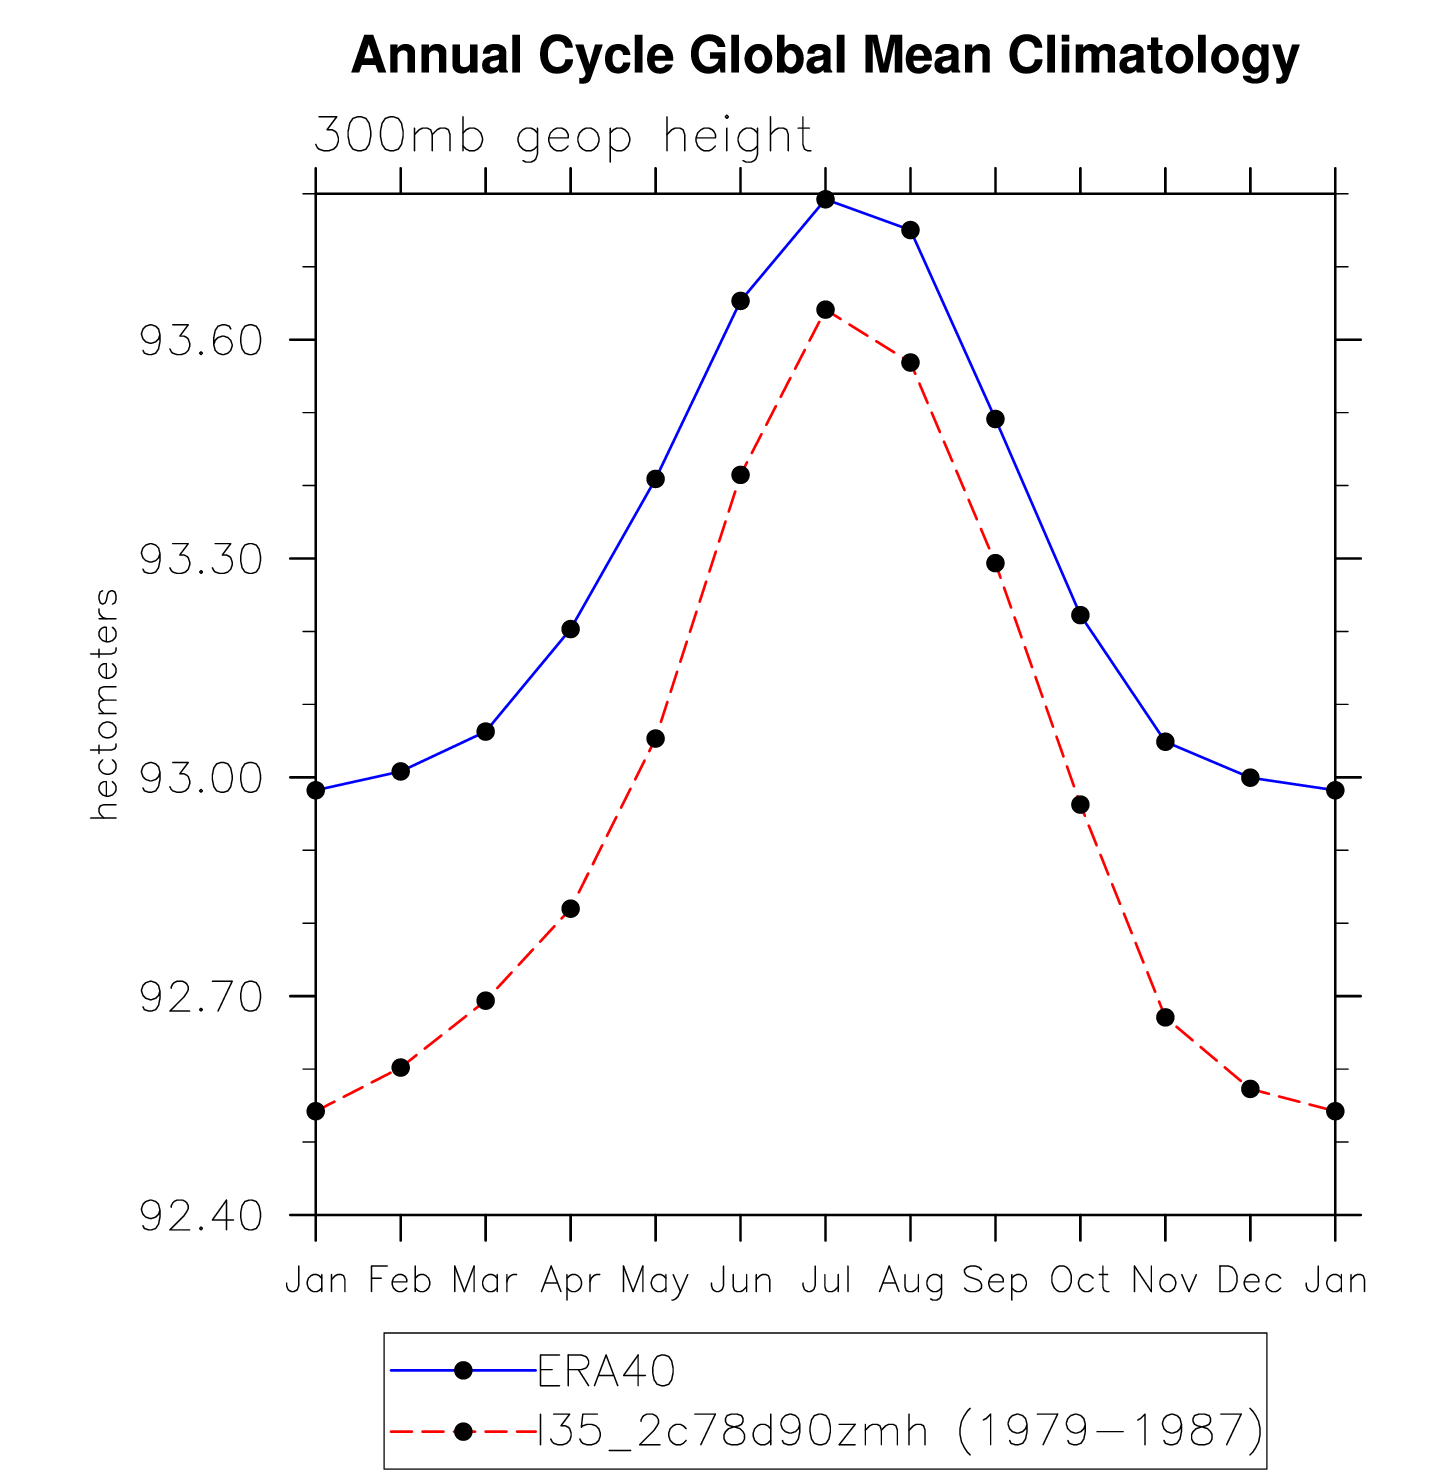 Annual Cycle Global Mean Climatology
300mb geop height
93.60
93.30
93.00
92.70
92.40
hectometers
Jan Feb Mar Apr May Jun Jul Aug Sep Oct Nov Dec Jan
ERA40
I35_2c78d90zmh (1979-1987)